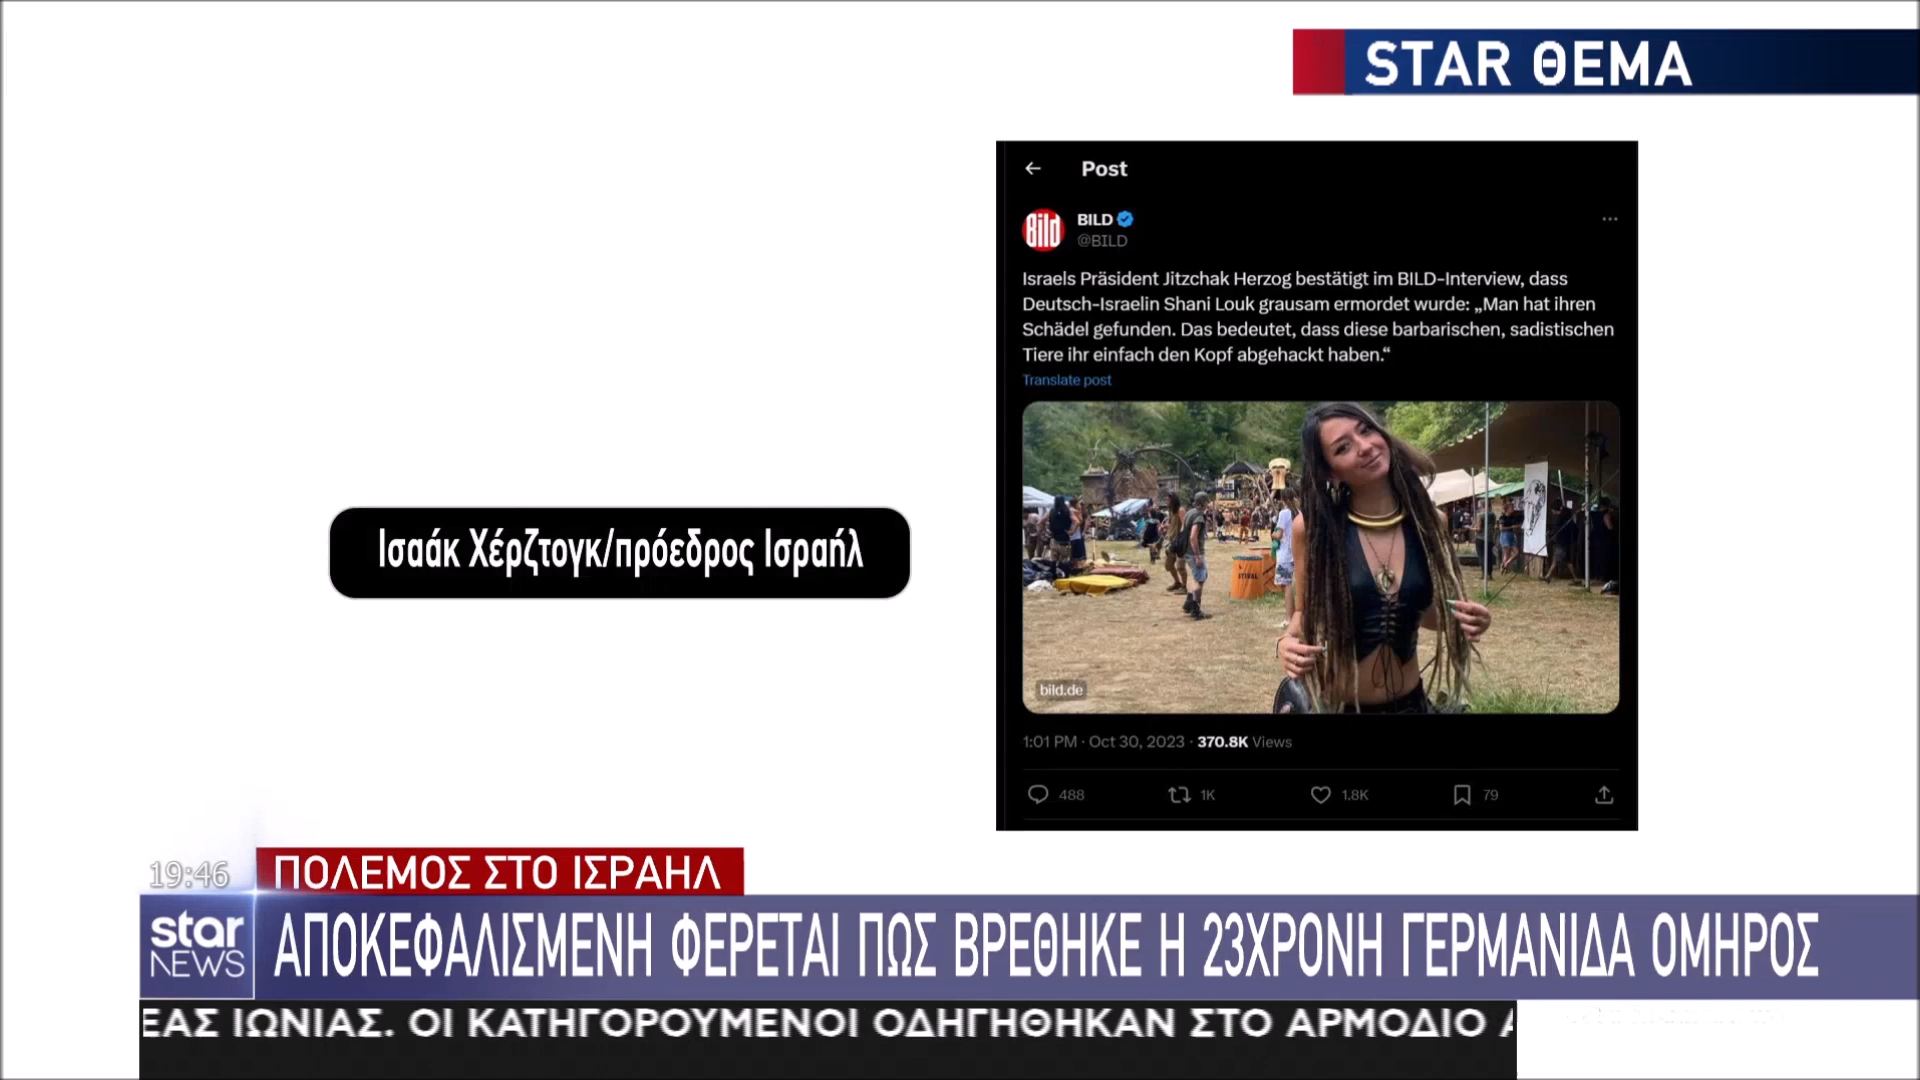 STAR ΘΕΜΑ
Post
Bild
BILD
@BILD
Israels Präsident Jitzchak Herzog bestätigt im BILD-Interview, dass
Deutsch-Israelin Shani Louk grausam ermordet wurde: „Man hat ihren
Schädel gefunden. Das bedeutet, dass diese barbarischen, sadistischen
Tiere ihr einfach den Kopf abgehackt haben.“
Translate post
bild.de
1:01 PM · Oct 30, 2023 · 370.8K Views
488 1K 1.8K 79
Ισαάκ Χέρζτογκ/πρόεδρος Ισραήλ
19:46
ΠΟΛΕΜΟΣ ΣΤΟ ΙΣΡΑΗΛ
star
NEWS
ΑΠΟΚΕΦΑΛΙΣΜΕΝΗ ΦΕΡΕΤΑΙ ΠΩΣ ΒΡΕΘΗΚΕ Η 23ΧΡΟΝΗ ΓΕΡΜΑΝΙΔΑ ΟΜΗΡΟΣ
ΕΑΣ ΙΩΝΙΑΣ. ΟΙ ΚΑΤΗΓΟΡΟΥΜΕΝΟΙ ΟΔΗΓΗΘΗΚΑΝ ΣΤΟ ΑΡΜΟΔΙΟ